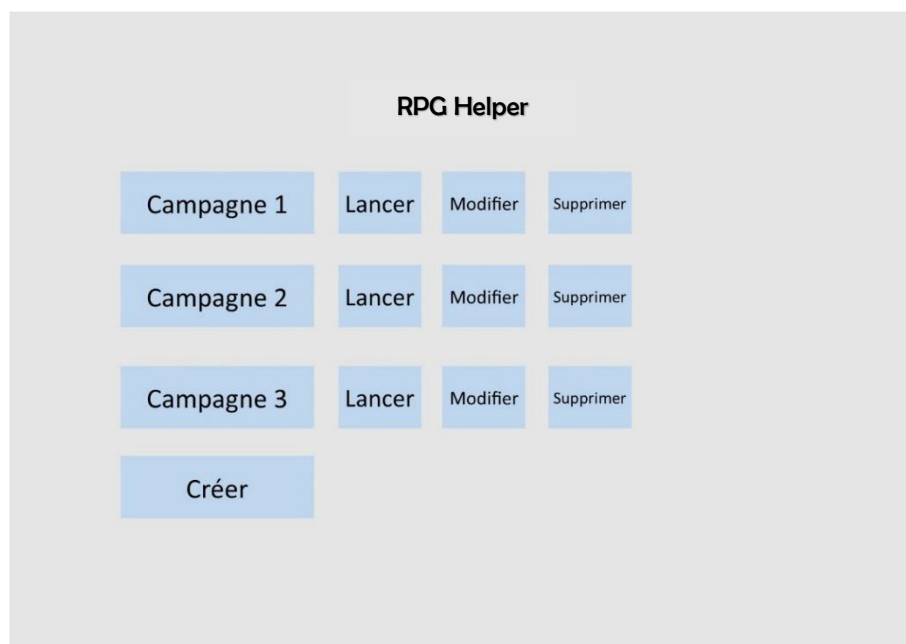 RPG Helper
Campagne 1 Lancer Modifier Supprimer
Campagne 2 Lancer Modifier Supprimer
Campagne 3 Lancer Modifier Supprimer
Créer